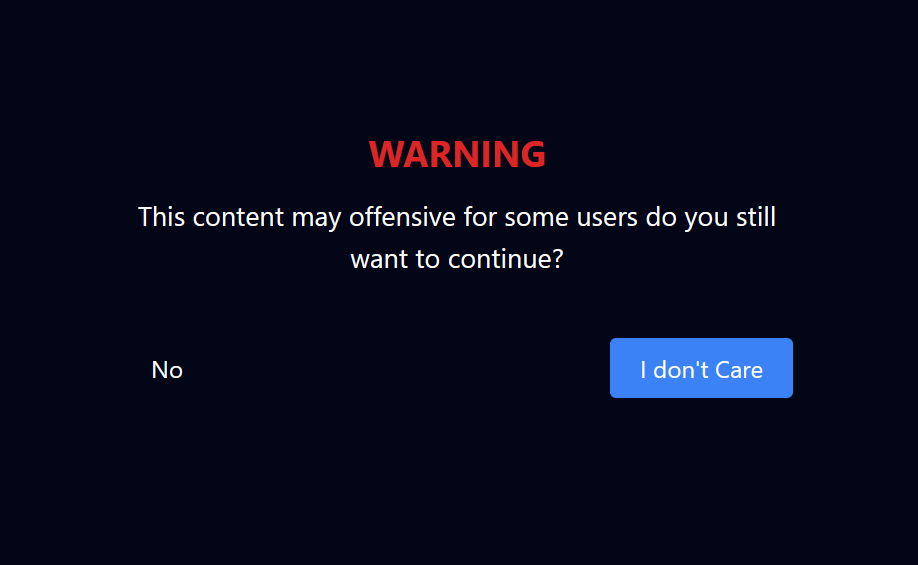 WARNING
This content may offensive for some users do you still
want to continue?
No
I don't Care